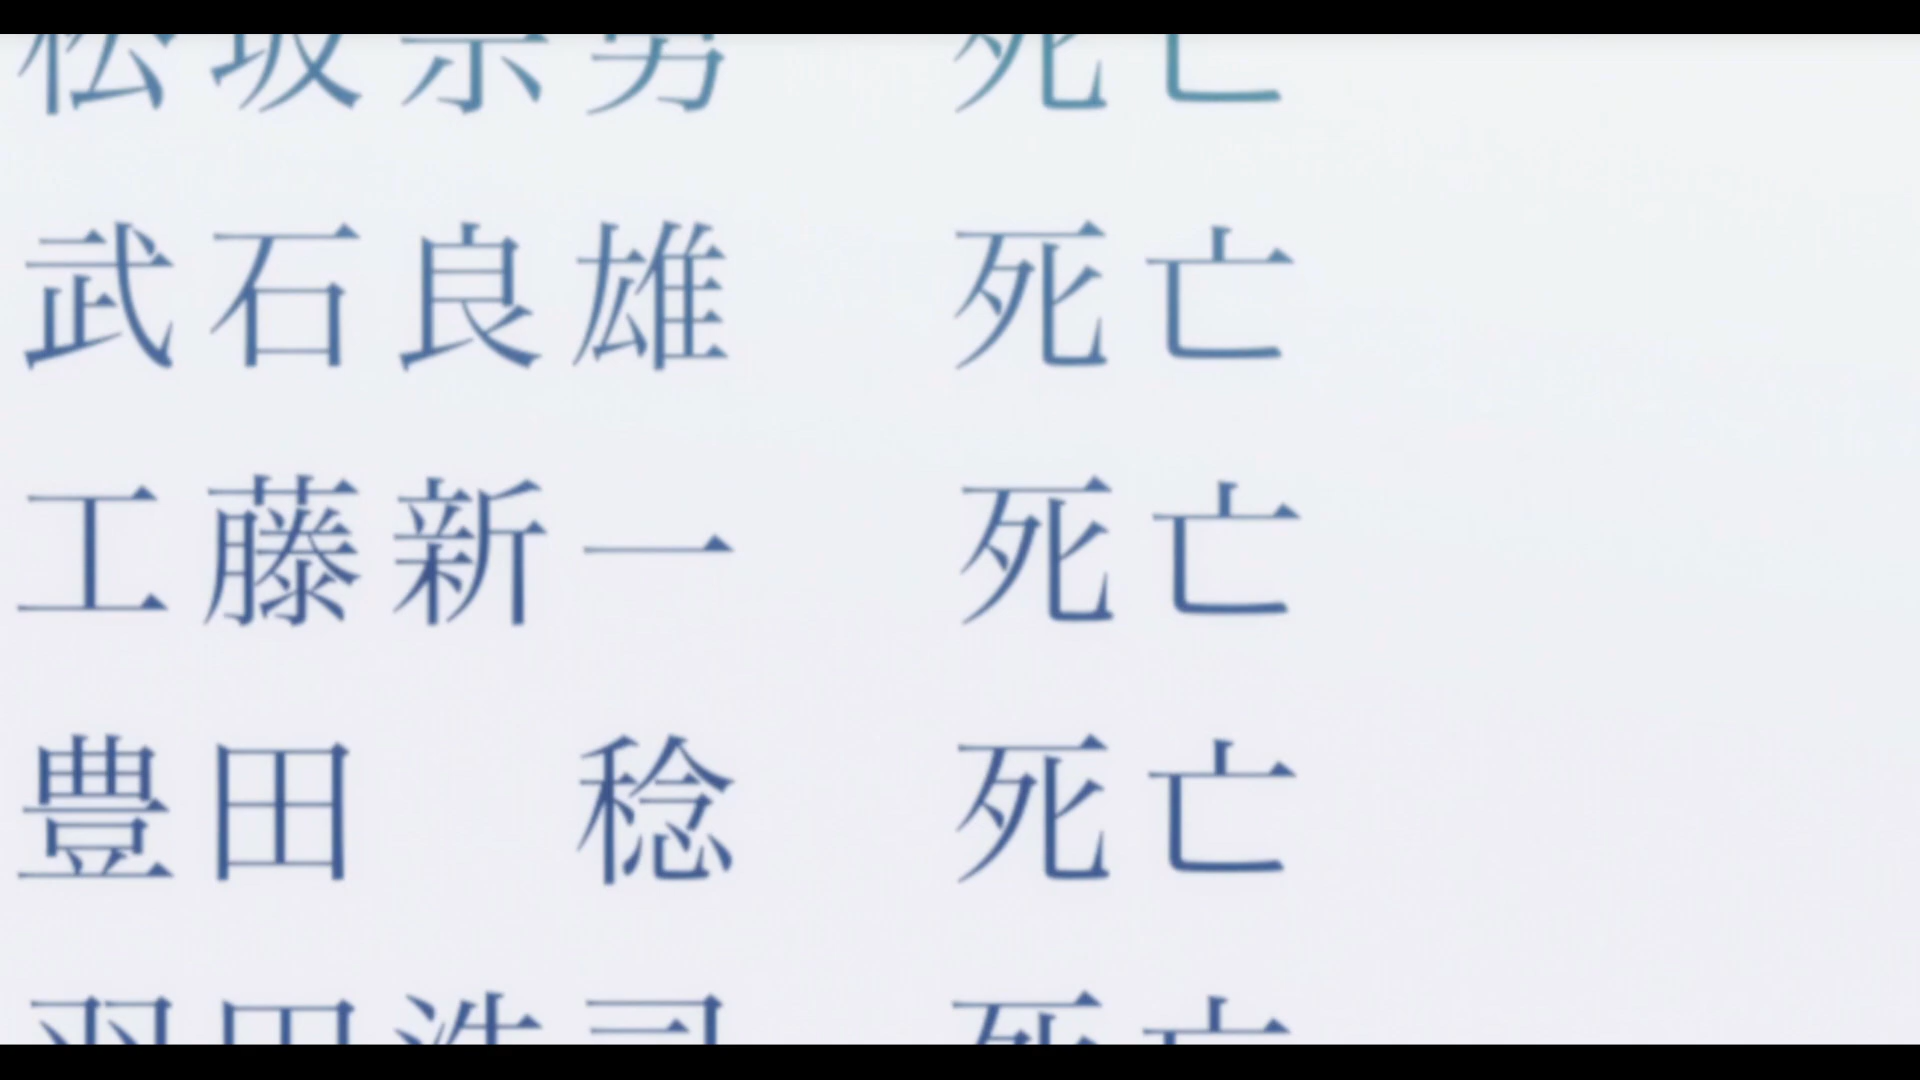 武石良雄 死亡
工藤新一 死亡
豊田 稔 死亡